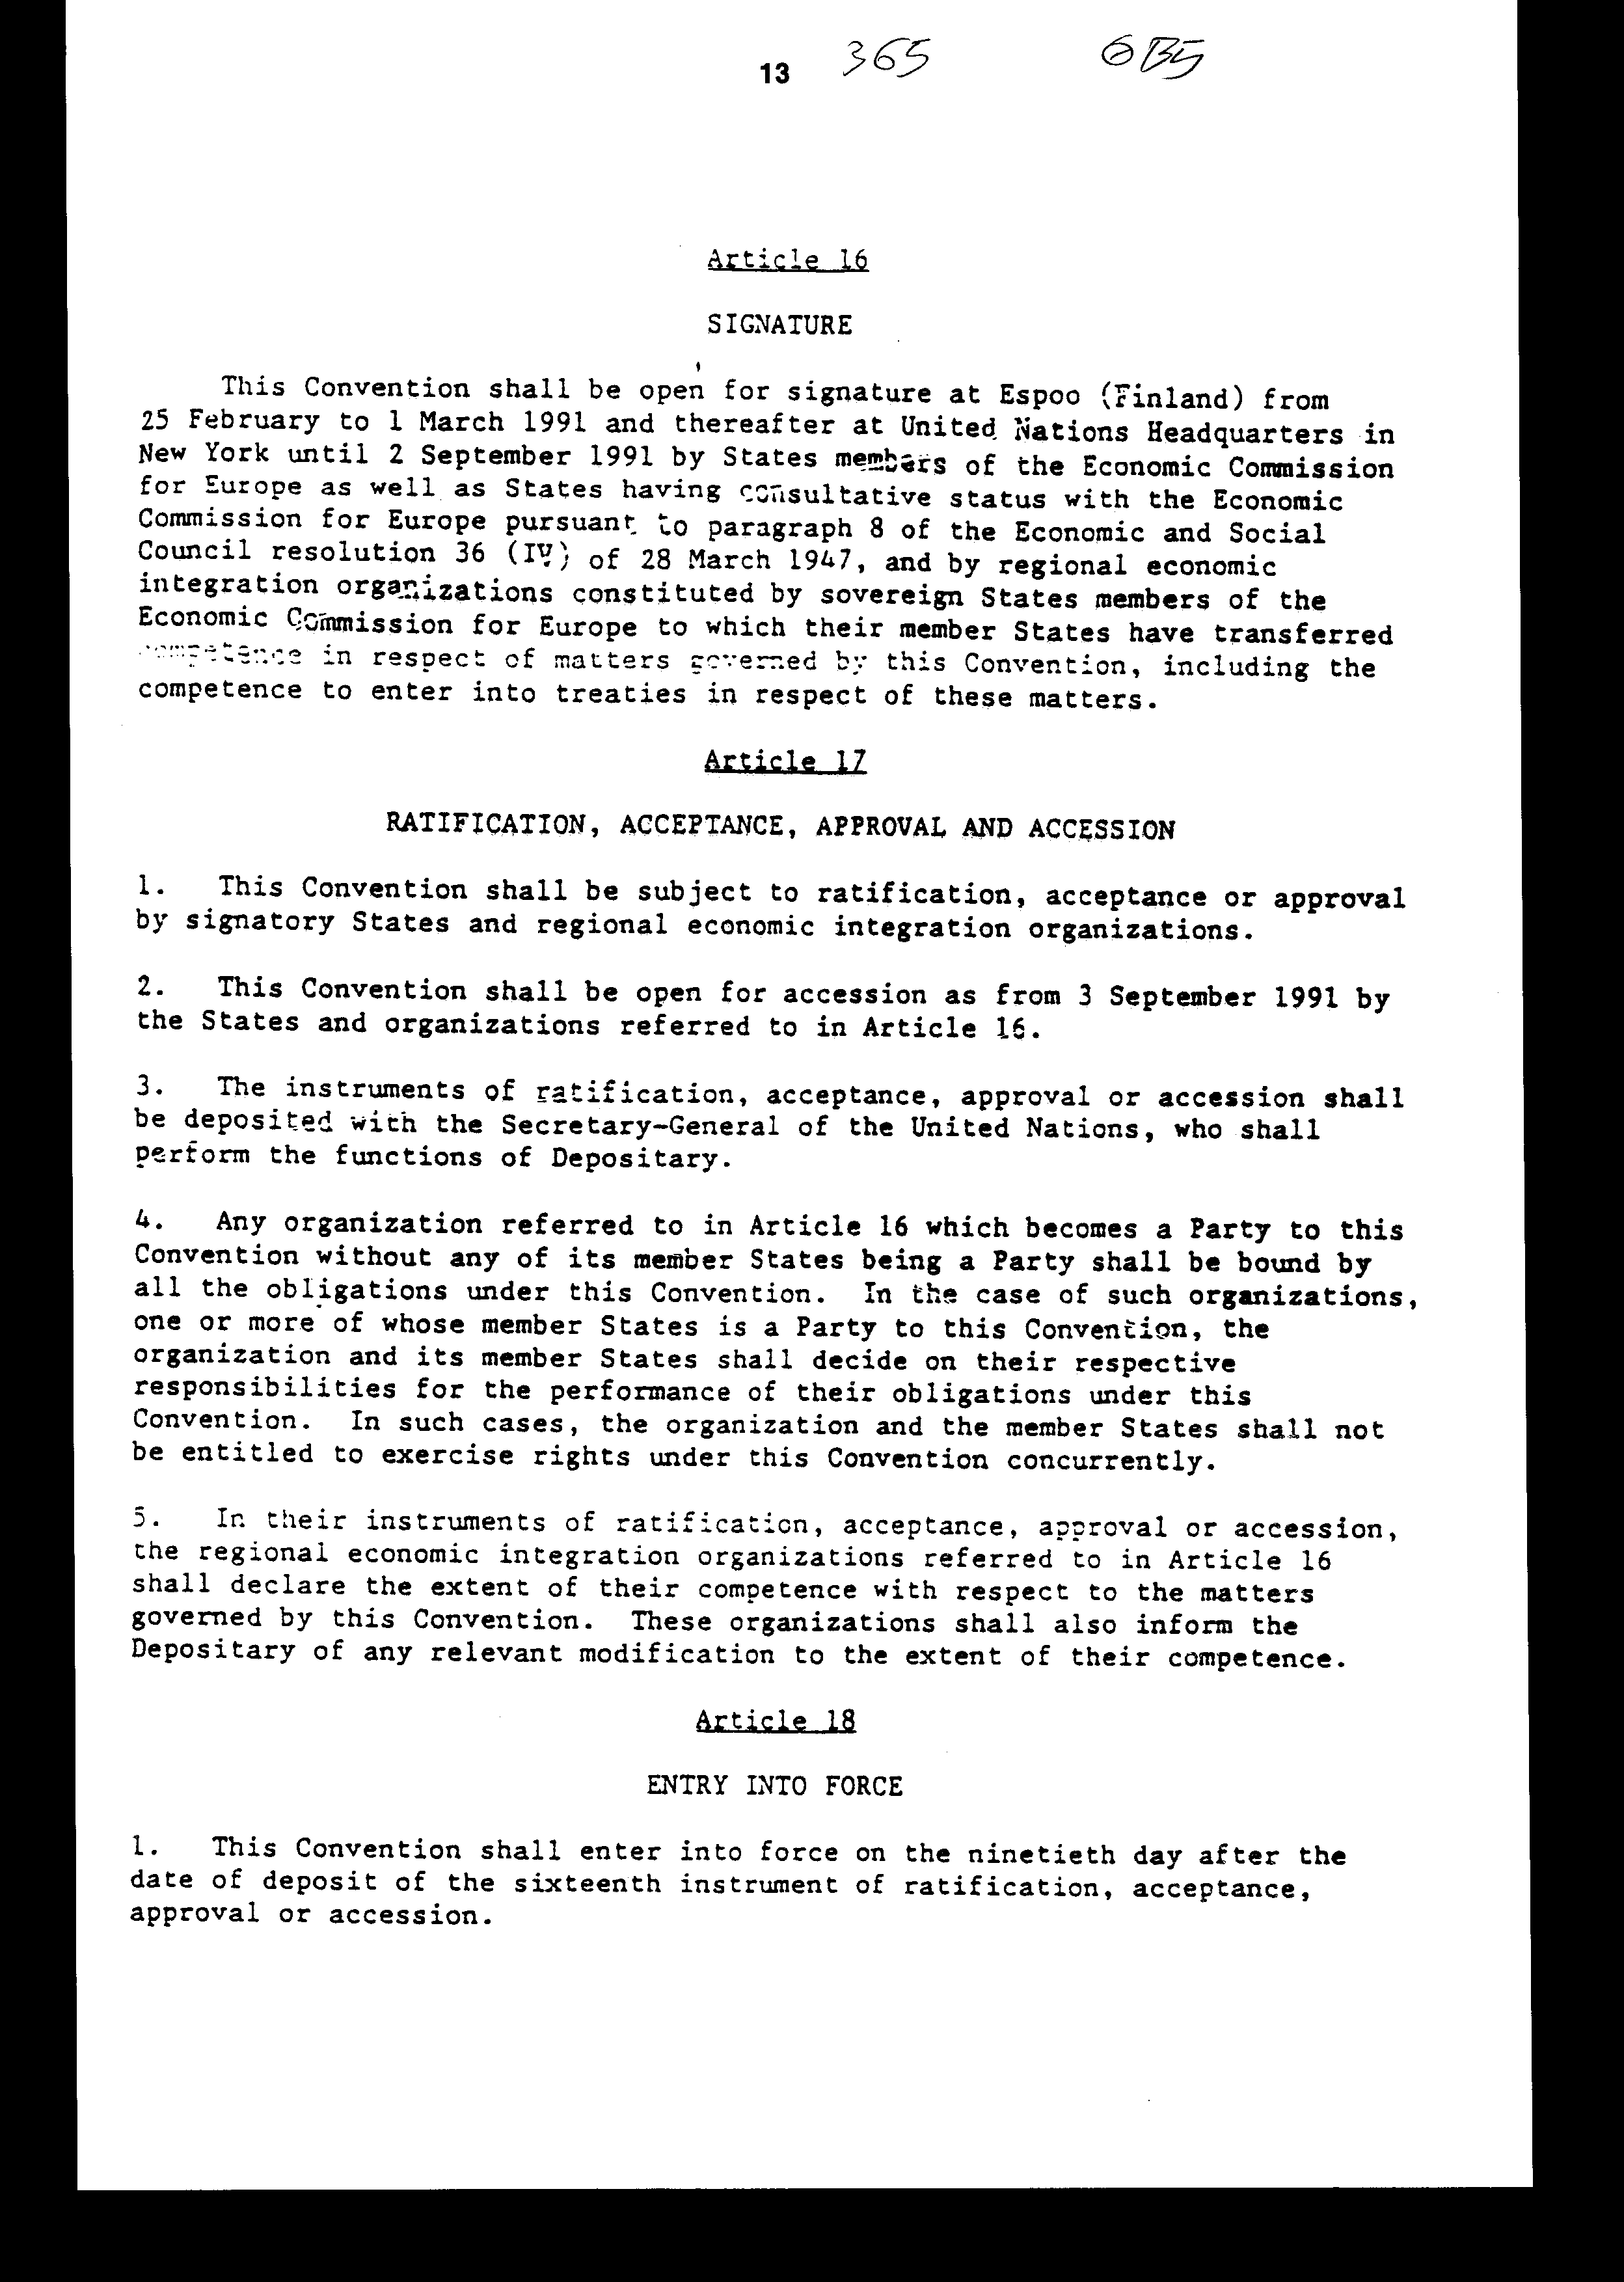 13 365
Article 16
SIGNATURE
This Convention shall be open for signature at Espoo (Finland) from
25 February to 1 March 1991 and thereafter at United Nations Headquarters in
New York until 2 September 1991 by States members of the Economic Commission
for Europe as well as States having consultative status with the Economic
Commission for Europe pursuant to paragraph 8 of the Economic and Social
Council resolution 36 (IV) of 28 March 1947, and by regional economic
integration organizations constituted by sovereign States members of the
Economic Commission for Europe to which their member States have transferred
competence in respect of matters governed by this Convention, including the
competence to enter into treaties in respect of these matters.
Article 17
RATIFICATION, ACCEPTANCE, APPROVAL AND ACCESSION
1. This Convention shall be subject to ratification, acceptance or approval
by signatory States and regional economic integration organizations.
2. This Convention shall be open for accession as from 3 September 1991 by
the States and organizations referred to in Article 16.
3. The instruments of ratification, acceptance, approval or accession shall
be deposited with the Secretary-General of the United Nations, who shall
perform the functions of Depositary.
4. Any organization referred to in Article 16 which becomes a Party to this
Convention without any of its member States being a Party shall be bound by
all the obligations under this Convention. In the case of such organizations,
one or more of whose member States is a Party to this Convention, the
organization and its member States shall decide on their respective
responsibilities for the performance of their obligations under this
Convention. In such cases, the organization and the member States shall not
be entitled to exercise rights under this Convention concurrently.
5. In their instruments of ratification, acceptance, approval or accession,
the regional economic integration organizations referred to in Article 16
shall declare the extent of their competence with respect to the matters
governed by this Convention. These organizations shall also inform the
Depositary of any relevant modification to the extent of their competence.
Article 18
ENTRY INTO FORCE
1. This Convention shall enter into force on the ninetieth day after the
date of deposit of the sixteenth instrument of ratification, acceptance,
approval or accession.